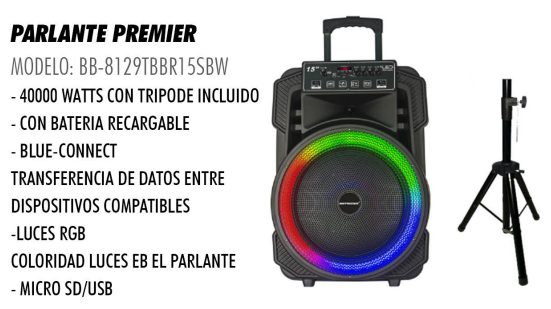 PARLANTE PREMIER
MODELO: BB-8129TBBR15SBW
- 40000 WATTS CON TRIPODE INCLUIDO
- CON BATERIA RECARGABLE
- BLUE-CONNECT
TRANSFERENCIA DE DATOS ENTRE
DISPOSITIVOS COMPATIBLES
-LUCES RGB
COLORIDAD LUCES EB EL PARLANTE
- MICRO SD/USB
15"